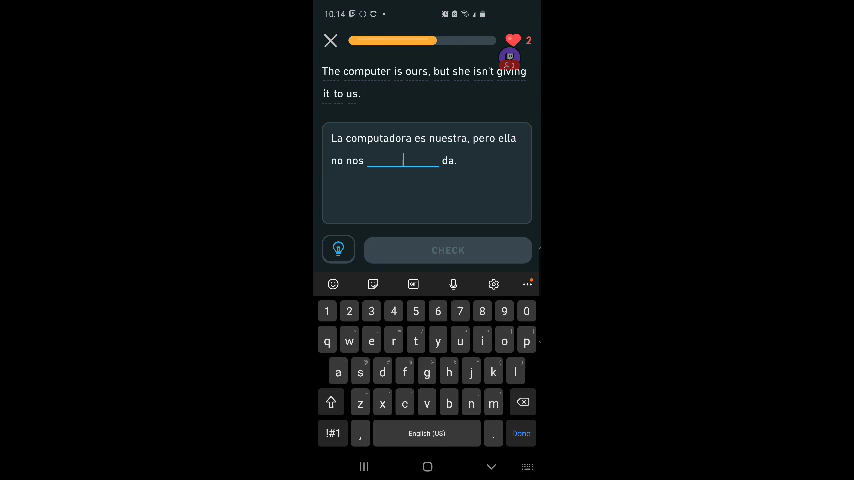 10.14
2
The computer is ours, but she isn't giving
it to us.
La computadora es nuestra, pero ella
no nos
da.
CHECK
GIF
1 2 3 4 5 6 7 8 9 0
q w e r t y u i o p
a s d f g h j k l
z x c v b n m
!#1 , English (US) . Done